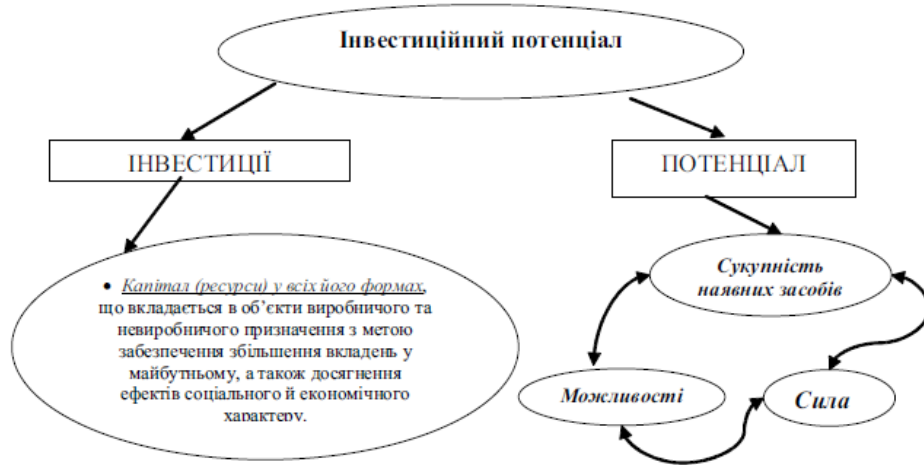 Інвестиційний потенціал
ІНВЕСТИЦІЇ
ПОТЕНЦІАЛ
• Капітал (ресурси) у всіх його формах,
що вкладається в об’єкти виробничого та
невиробничого призначення з метою
забезпечення збільшення вкладень у
майбутньому, а також досягнення
ефектів соціального й економічного
характеру.
Сукупність
наявних засобів
Можливості
Сила